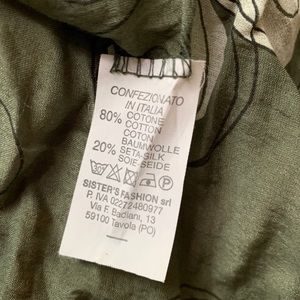 CONFEZIONATO
IN ITALIA
80% COTONE
COTTON
COTON
BAUMWOLLE
20% SETA-SILK
SOIE-SEIDE
SISTER'S FASHION srl
P. IVA 02272480977
Via F. Badiani, 13
59100 Tavola (PO)